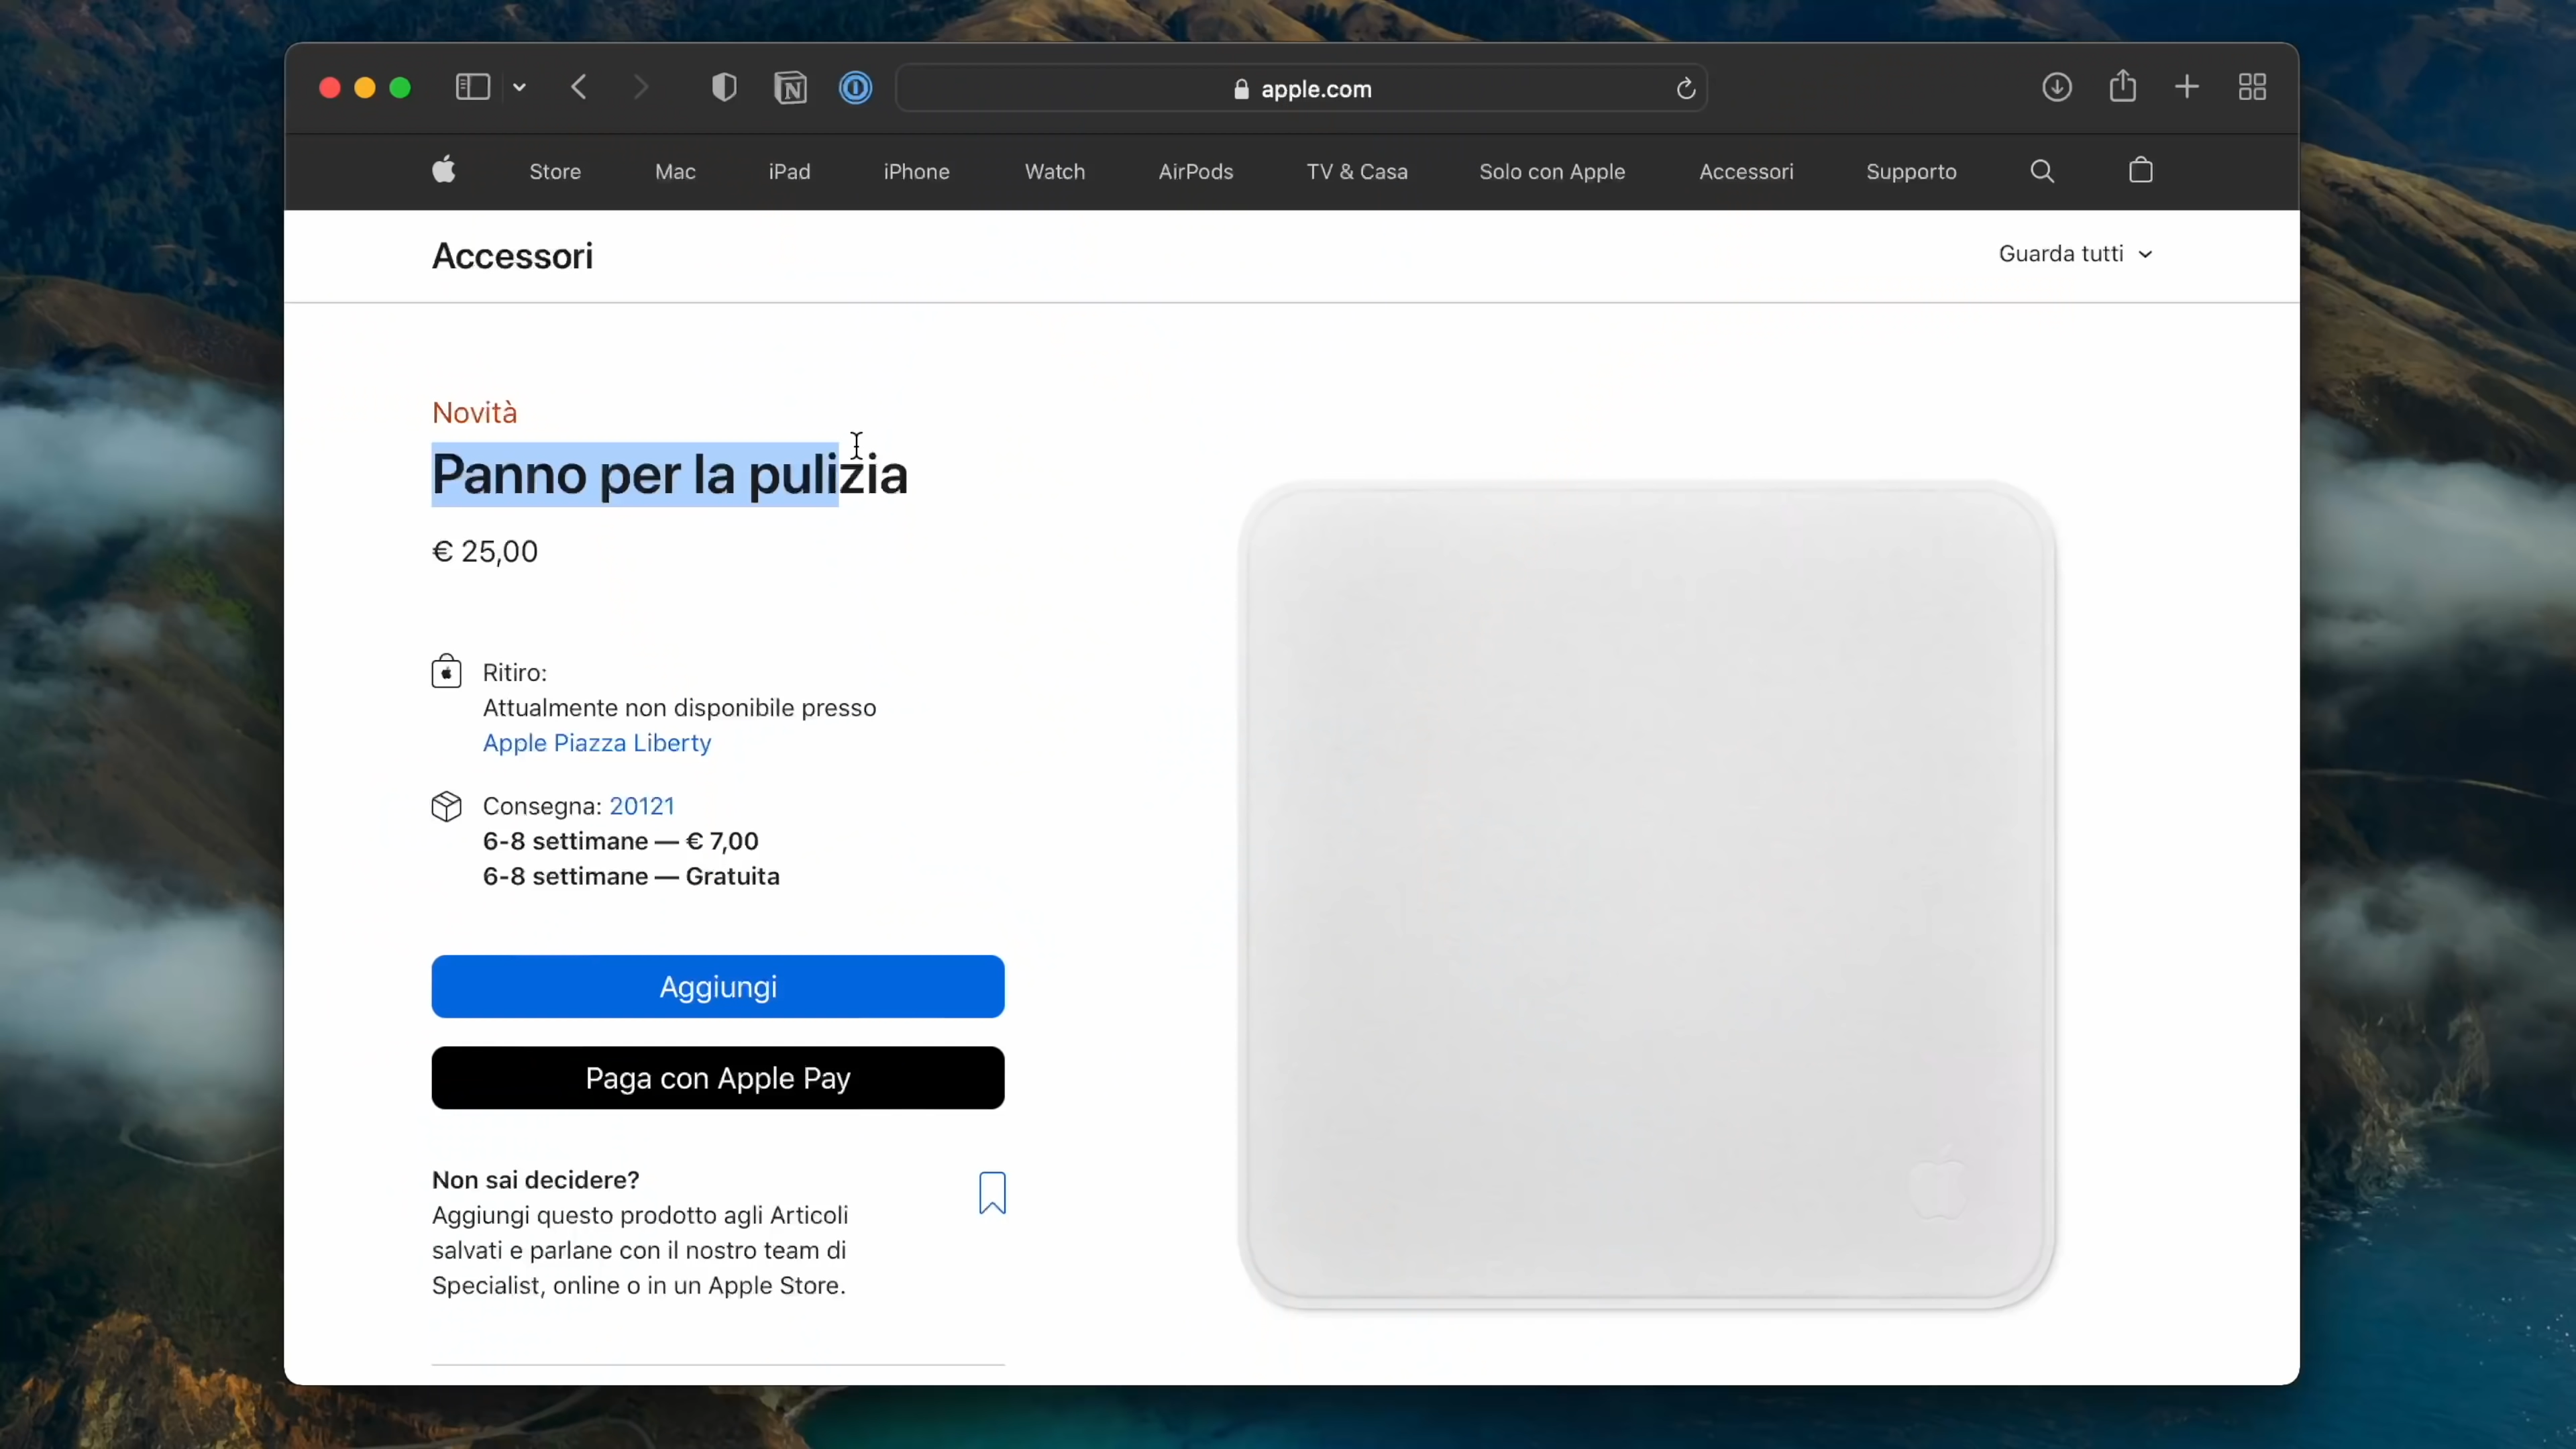 apple.com
Store Mac iPad iPhone Watch AirPods TV & Casa Solo con Apple Accessori Supporto
Accessori
Guarda tutti
Novità
Panno per la pulizia
€ 25,00
Ritiro:
Attualmente non disponibile presso
Apple Piazza Liberty
Consegna: 20121
6-8 settimane — € 7,00
6-8 settimane — Gratuita
Aggiungi
Paga con Apple Pay
Non sai decidere?
Aggiungi questo prodotto agli Articoli
salvati e parlane con il nostro team di
Specialist, online o in un Apple Store.